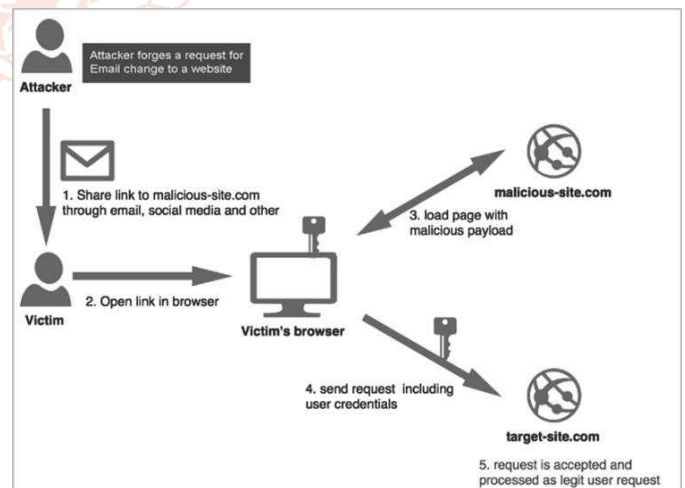 Attacker forges a request for
Email change to a website
Attacker
1. Share link to malicious-site.com
through email, social media and other
malicious-site.com
3. load page with
malicious payload
2. Open link in browser
Victim
Victim's browser
4. send request including
user credentials
target-site.com
5. request is accepted and
processed as legit user request